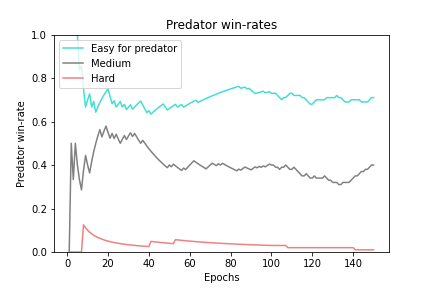 Predator win-rates
Easy for predator
Medium
Hard
Predator win-rate
1.0
0.8
0.6
0.4
0.2
0.0
0 20 40 60 80 100 120 140
Epochs